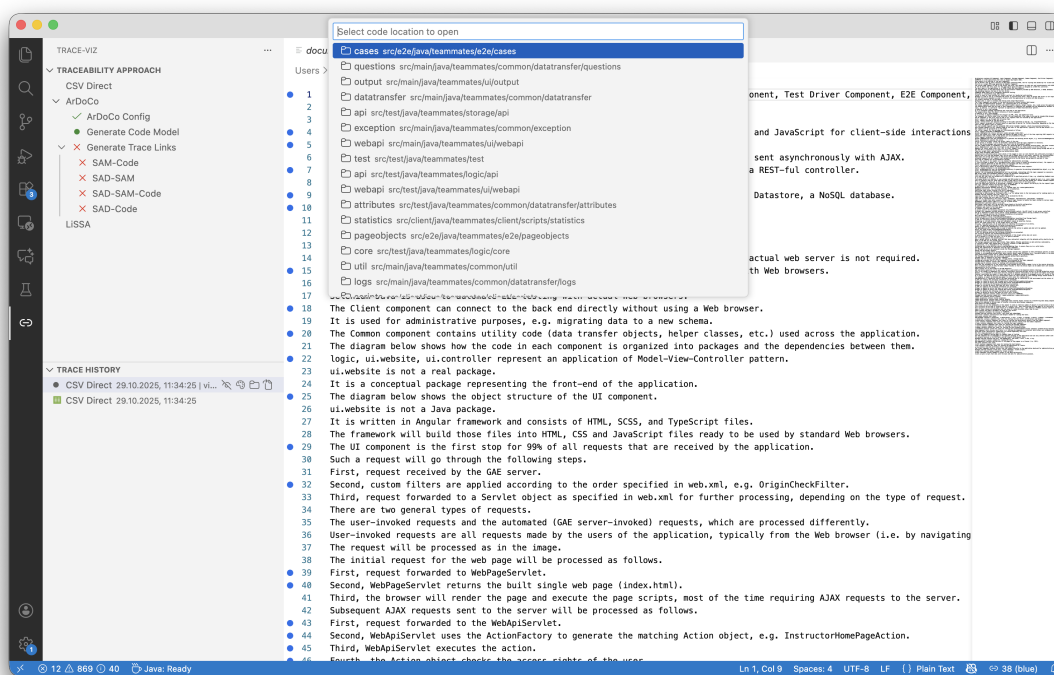 Select code location to open
TRACE-VIZ
TRACEABILITY APPROACH
CSV Direct
ArDoCo
ArDoCo Config
Generate Code Model
Generate Trace Links
SAM-Code
SAD-SAM
SAD-SAM-Code
SAD-Code
LiSSA
TRACE HISTORY
CSV Direct 29.10.2025, 11:34:25 | vi...
CSV Direct 29.10.2025, 11:34:25
3
1
docu
Users >
cases src/e2e/java/teammates/e2e/cases
questions src/main/java/teammates/common/datatransfer/questions
output src/main/java/teammates/ui/output
datatransfer src/main/java/teammates/common/datatransfer
api src/test/java/teammates/storage/api
exception src/main/java/teammates/common/exception
webapi src/main/java/teammates/ui/webapi
test src/test/java/teammates/test
api src/test/java/teammates/logic/api
webapi src/test/java/teammates/ui/webapi
attributes src/test/java/teammates/common/datatransfer/attributes
statistics src/client/java/teammates/client/scripts/statistics
pageobjects src/e2e/java/teammates/e2e/pageobjects
core src/test/java/teammates/logic/core
util src/main/java/teammates/common/util
logs src/main/java/teammates/common/datatransfer/logs
1 onent, Test Driver Component, E2E Component,
2
3
4 and JavaScript for client-side interactions
5
6 sent asynchronously with AJAX.
7 a REST-ful controller.
8
9 Datastore, a NoSQL database.
10
11
12
13
14 actual web server is not required.
15 th Web browsers.
16
17
18 The Client component can connect to the back end directly without using a Web browser.
19 It is used for administrative purposes, e.g. migrating data to a new schema.
20 The Common component contains utility code (data transfer objects, helper classes, etc.) used across the application.
21 The diagram below shows how the code in each component is organized into packages and the dependencies between them.
22 logic, ui.website, ui.controller represent an application of Model-View-Controller pattern.
23 ui.website is not a real package.
24 It is a conceptual package representing the front-end of the application.
25 The diagram below shows the object structure of the UI component.
26 ui.website is not a Java package.
27 It is written in Angular framework and consists of HTML, SCSS, and TypeScript files.
28 The framework will build those files into HTML, CSS and JavaScript files ready to be used by standard Web browsers.
29 The UI component is the first stop for 99% of all requests that are received by the application.
30 Such a request will go through the following steps.
31 First, request received by the GAE server.
32 Second, custom filters are applied according to the order specified in web.xml, e.g. OriginCheckFilter.
33 Third, request forwarded to a Servlet object as specified in web.xml for further processing, depending on the type of request.
34 There are two general types of requests.
35 The user-invoked requests and the automated (GAE server-invoked) requests, which are processed differently.
36 User-invoked requests are all requests made by the users of the application, typically from the Web browser (i.e. by navigating
37 The request will be processed as in the image.
38 The initial request for the web page will be processed as follows.
39 First, request forwarded to WebPageServlet.
40 Second, WebPageServlet returns the built single web page (index.html).
41 Third, the browser will render the page and execute the page scripts, most of the time requiring AJAX requests to the server.
42 Subsequent AJAX requests sent to the server will be processed as follows.
43 First, request forwarded to the WebApiServlet.
44 Second, WebApiServlet uses the ActionFactory to generate the matching Action object, e.g. InstructorHomePageAction.
45 Third, WebApiServlet executes the action.
46 Fourth, the Action object checks the access rights of the user.
12 869 40 Java: Ready
Ln 1, Col 9 Spaces: 4 UTF-8 LF { } Plain Text 38 (blue)